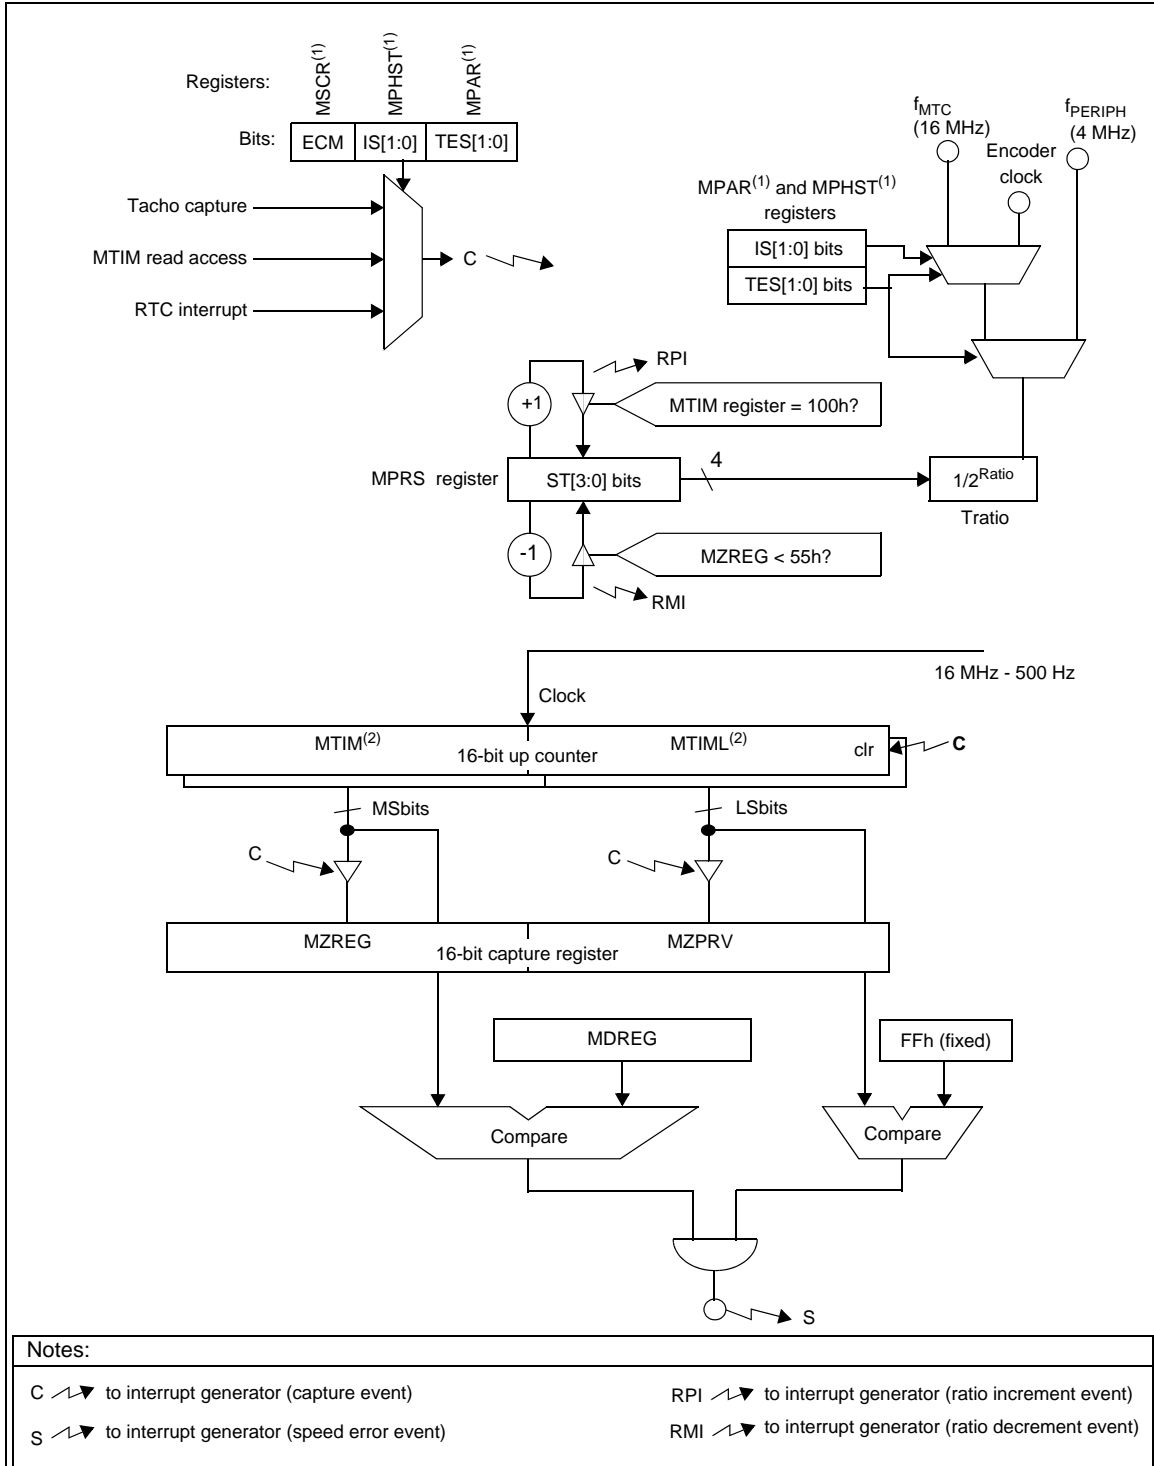 Registers:
MSCR(1)
MPHST(1)
MPAR(1)
Bits:
ECM
IS[1:0]
TES[1:0]
Tacho capture
MTIM read access
RTC interrupt
C
fMTC
(16 MHz)
fPERIPH
(4 MHz)
Encoder
clock
MPAR(1) and MPHST(1)
registers
IS[1:0] bits
TES[1:0] bits
RPI
+1
MTIM register = 100h?
MPRS register
ST[3:0] bits
4
1/2Ratio
Tratio
-1
MZREG < 55h?
RMI
16 MHz - 500 Hz
Clock
MTIM(2)
MTIML(2)
16-bit up counter
clr
C
MSbits
LSbits
C
C
MZREG
MZPRV
16-bit capture register
MDREG
FFh (fixed)
Compare
Compare
S
Notes:
C to interrupt generator (capture event)
RPI to interrupt generator (ratio increment event)
S to interrupt generator (speed error event)
RMI to interrupt generator (ratio decrement event)